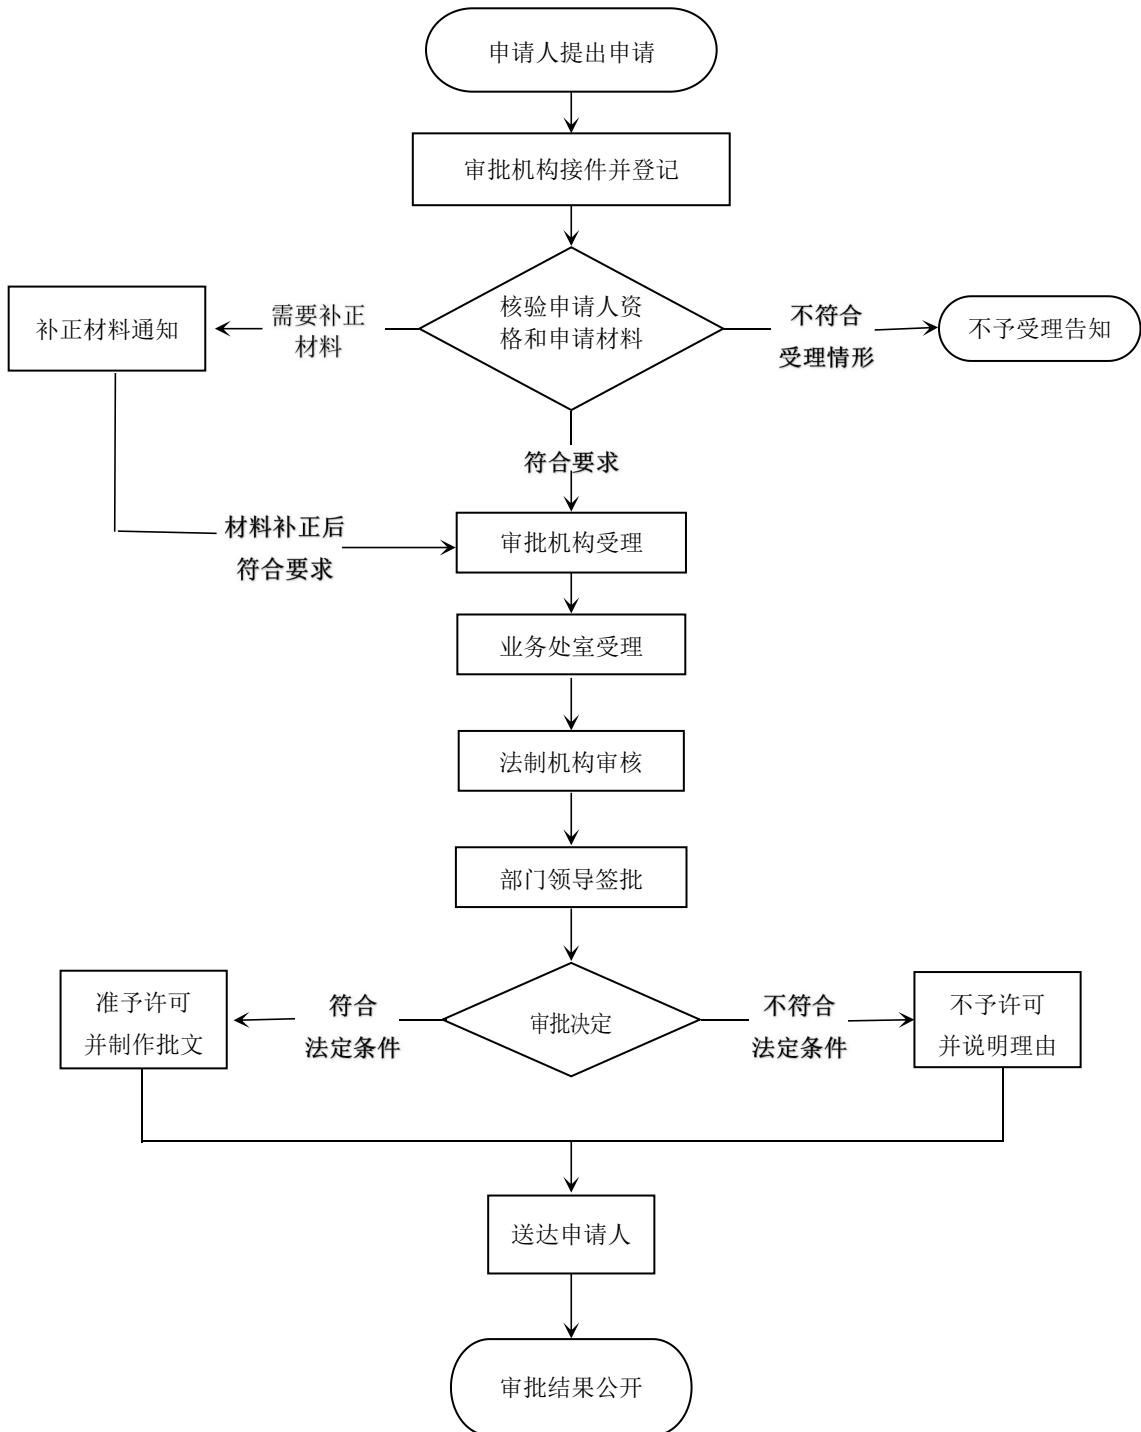 申请人提出申请
审批机构接件并登记
核验申请人资
格和申请材料
需要补正
材料
补正材料通知
不符合
受理情形
不予受理告知
符合要求
材料补正后
符合要求
审批机构受理
业务处室受理
法制机构审核
部门领导签批
审批决定
符合
法定条件
准予许可
并制作批文
不符合
法定条件
不予许可
并说明理由
送达申请人
审批结果公开